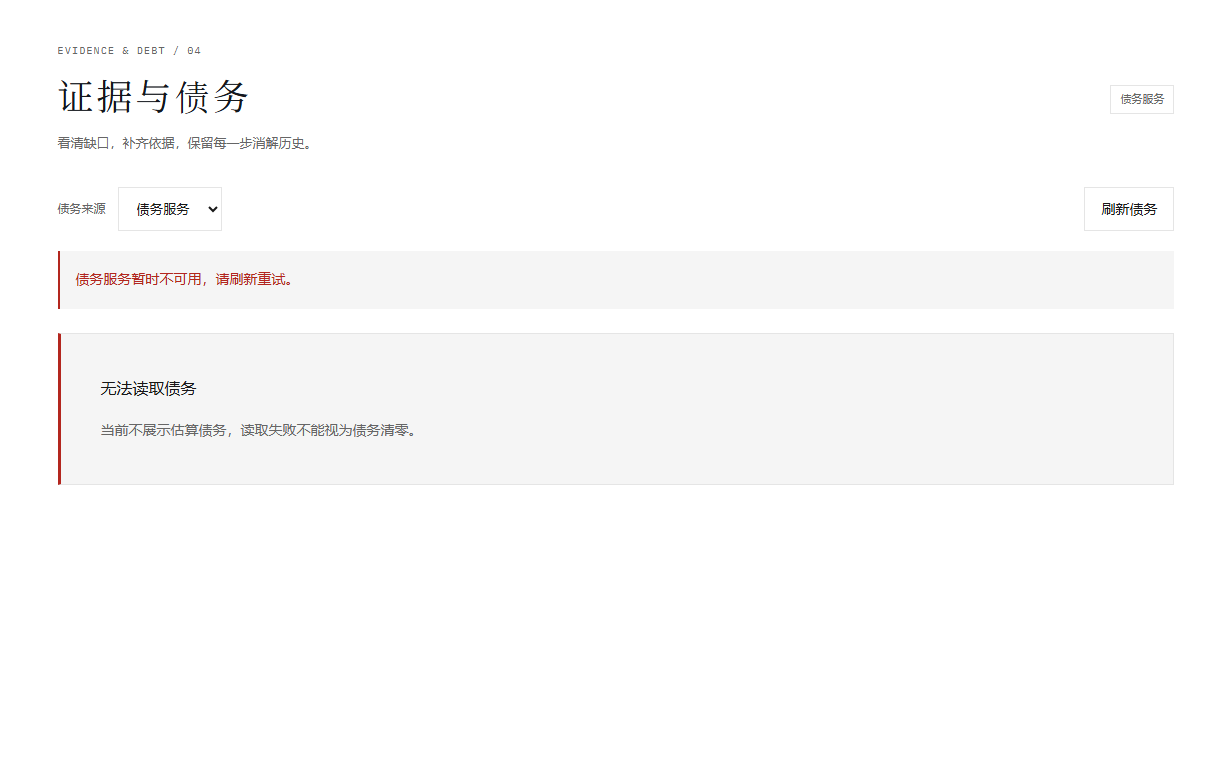 EVIDENCE & DEBT / 04
证据与债务
债务服务
看清缺口，补齐依据，保留每一步消解历史。
债务来源 债务服务 刷新债务
债务服务暂时不可用，请刷新重试。
无法读取债务
当前不展示估算债务，读取失败不能视为债务清零。